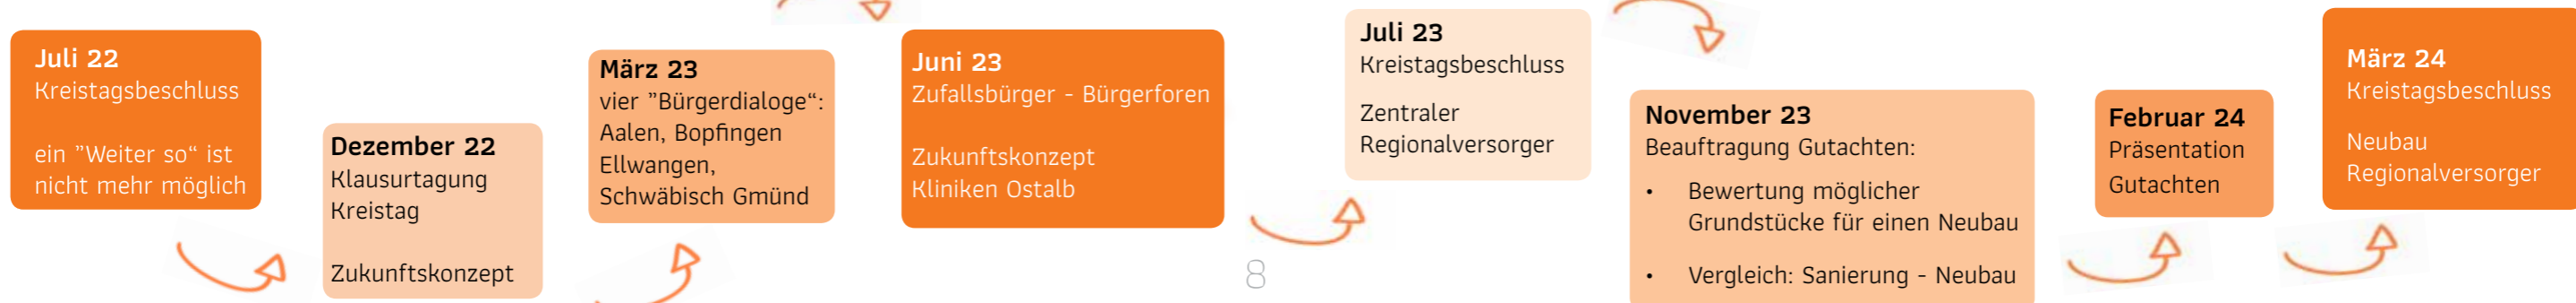 Juli 22
Kreistagsbeschluss
ein "Weiter so“ ist
nicht mehr möglich
Dezember 22
Klausurtagung
Kreistag
Zukunftskonzept
März 23
vier "Bürgerdialoge“:
Aalen, Bopfingen
Ellwangen,
Schwäbisch Gmünd
Juni 23
Zufallsbürger - Bürgerforen
Zukunftskonzept
Kliniken Ostalb
8
Juli 23
Kreistagsbeschluss
Zentraler
Regionalversorger
November 23
Beauftragung Gutachten:
• Bewertung möglicher
Grundstücke für einen Neubau
• Vergleich: Sanierung - Neubau
Februar 24
Präsentation
Gutachten
März 24
Kreistagsbeschluss
Neubau
Regionalversorger